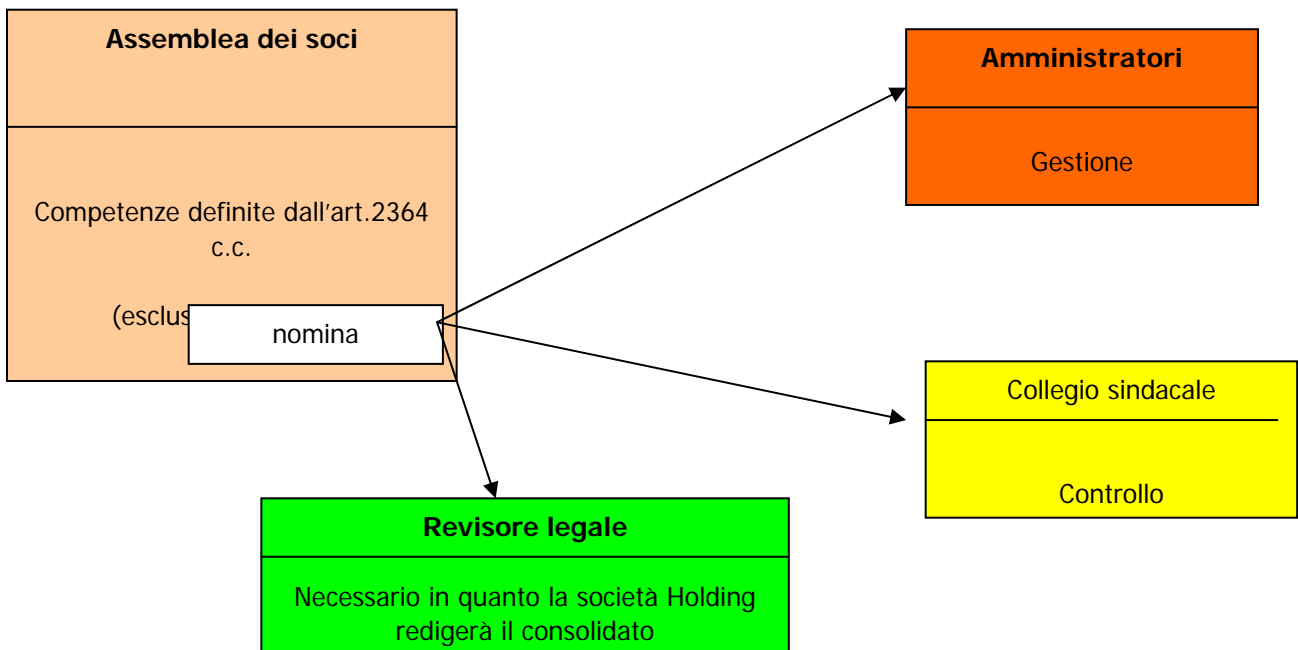 Assemblea dei soci
Competenze definite dall'art.2364
c.c.
(esclus
nomina
Amministratori
Gestione
Collegio sindacale
Controllo
Revisore legale
Necessario in quanto la società Holding
redigerà il consolidato